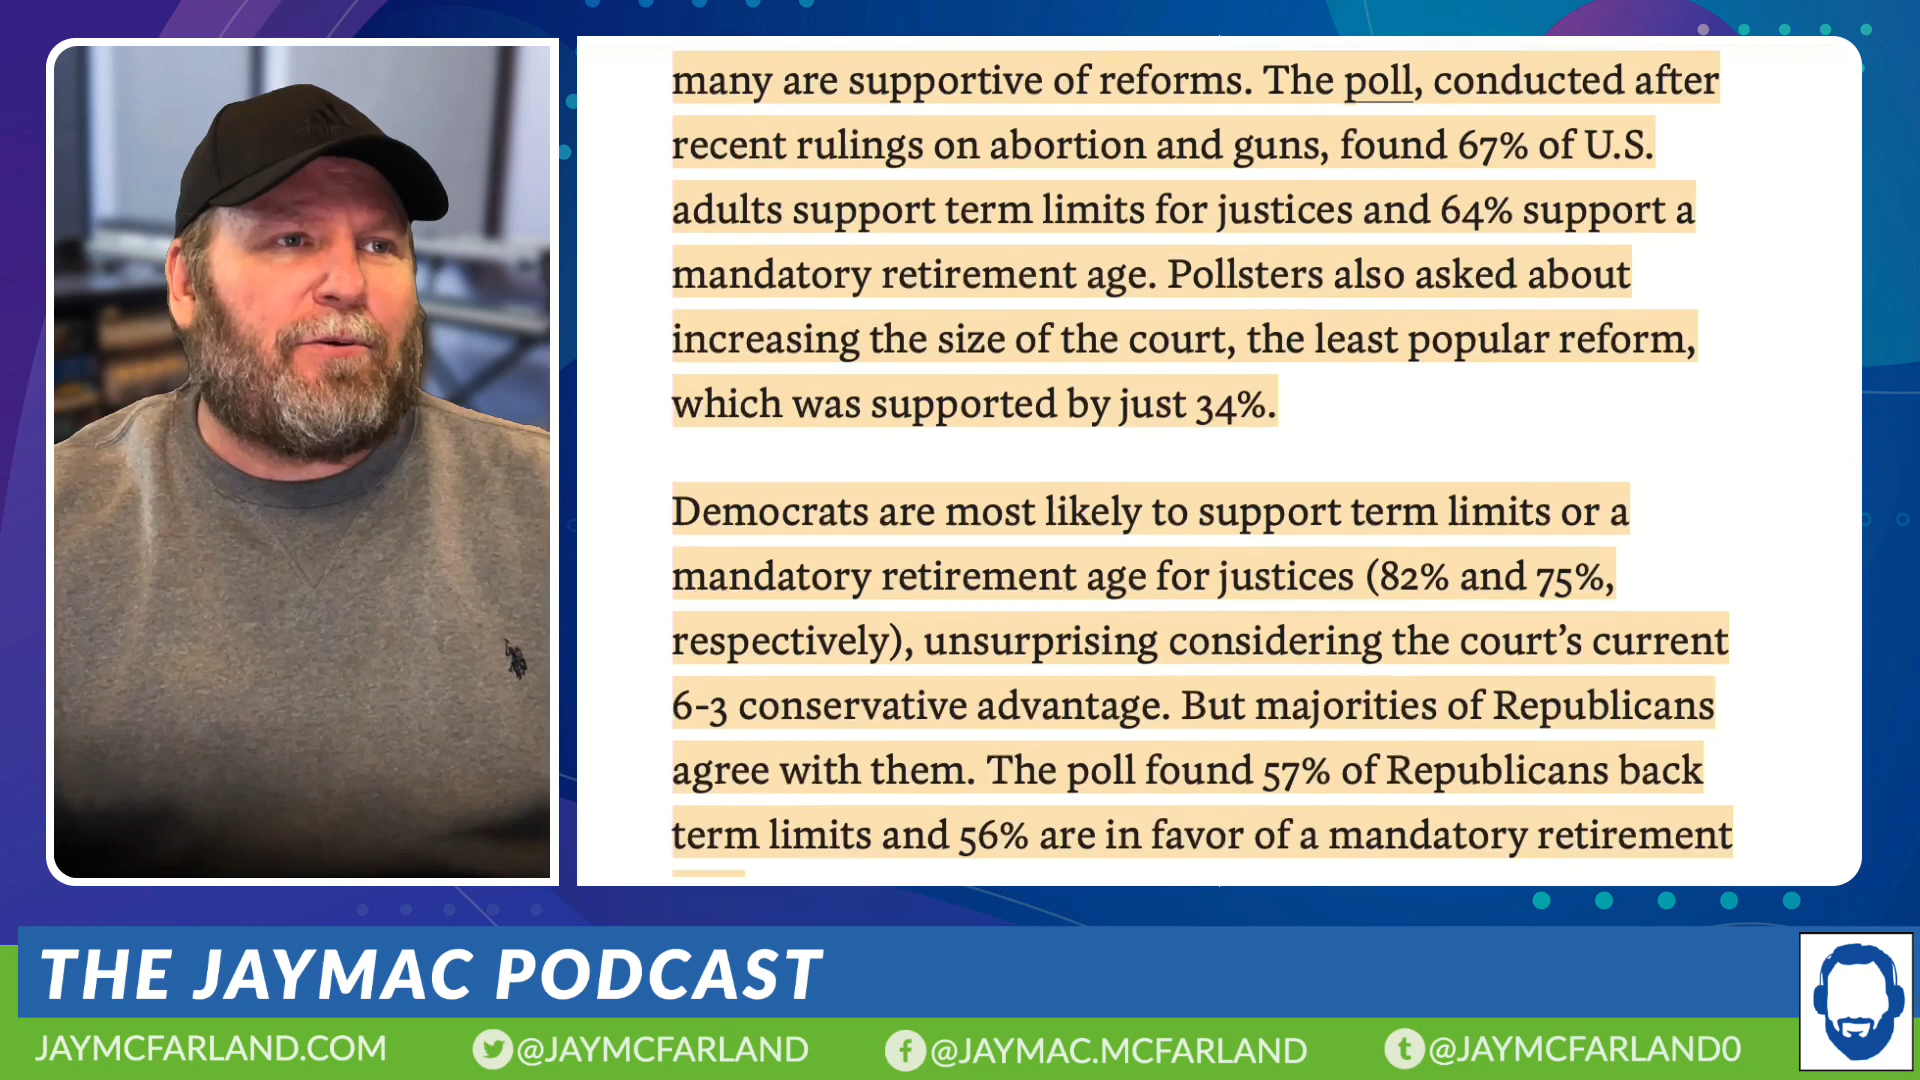 many are supportive of reforms. The poll, conducted after
recent rulings on abortion and guns, found 67% of U.S.
adults support term limits for justices and 64% support a
mandatory retirement age. Pollsters also asked about
increasing the size of the court, the least popular reform,
which was supported by just 34%.
Democrats are most likely to support term limits or a
mandatory retirement age for justices (82% and 75%,
respectively), unsurprising considering the court’s current
6-3 conservative advantage. But majorities of Republicans
agree with them. The poll found 57% of Republicans back
term limits and 56% are in favor of a mandatory retirement
THE JAYMAC PODCAST
JAYMCFARLAND.COM
@JAYMCFARLAND
@JAYMAC.MCFARLAND
@JAYMCFARLAND0